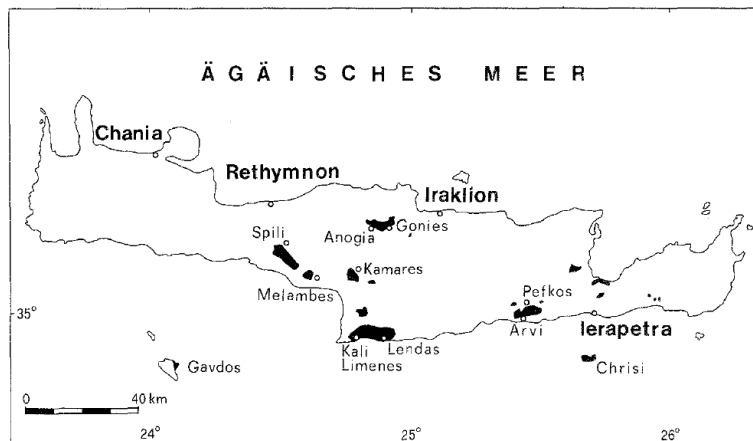 ÄGÄISCHES MEER
Chania
Rethymnon
Iraklion
Spili
Anogia
Gonies
Kamares
Melambes
Pefkos
35°
Arvi
Ierapetra
Kali
Limenes
Lendas
Gavdos
Chrisi
0 40 km
24° 25° 26°